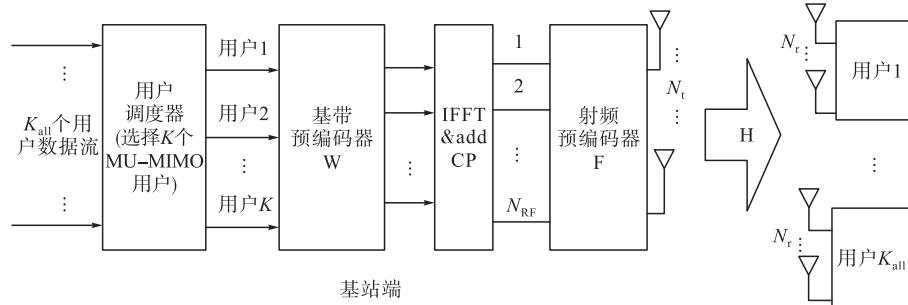 K_all个用
户数据流
⋮
⋮
用户
调度器
(选择K个
MU-MIMO
用户)
用户1
用户2
⋮
用户K
基带
预编码器
W
⋮
IFFT
&add
CP
1
2
⋮
N_RF
射频
预编码器
F
⋮
N_t
⋮
H
N_r
⋮
用户1
⋮
N_r
⋮
用户K_all
基站端